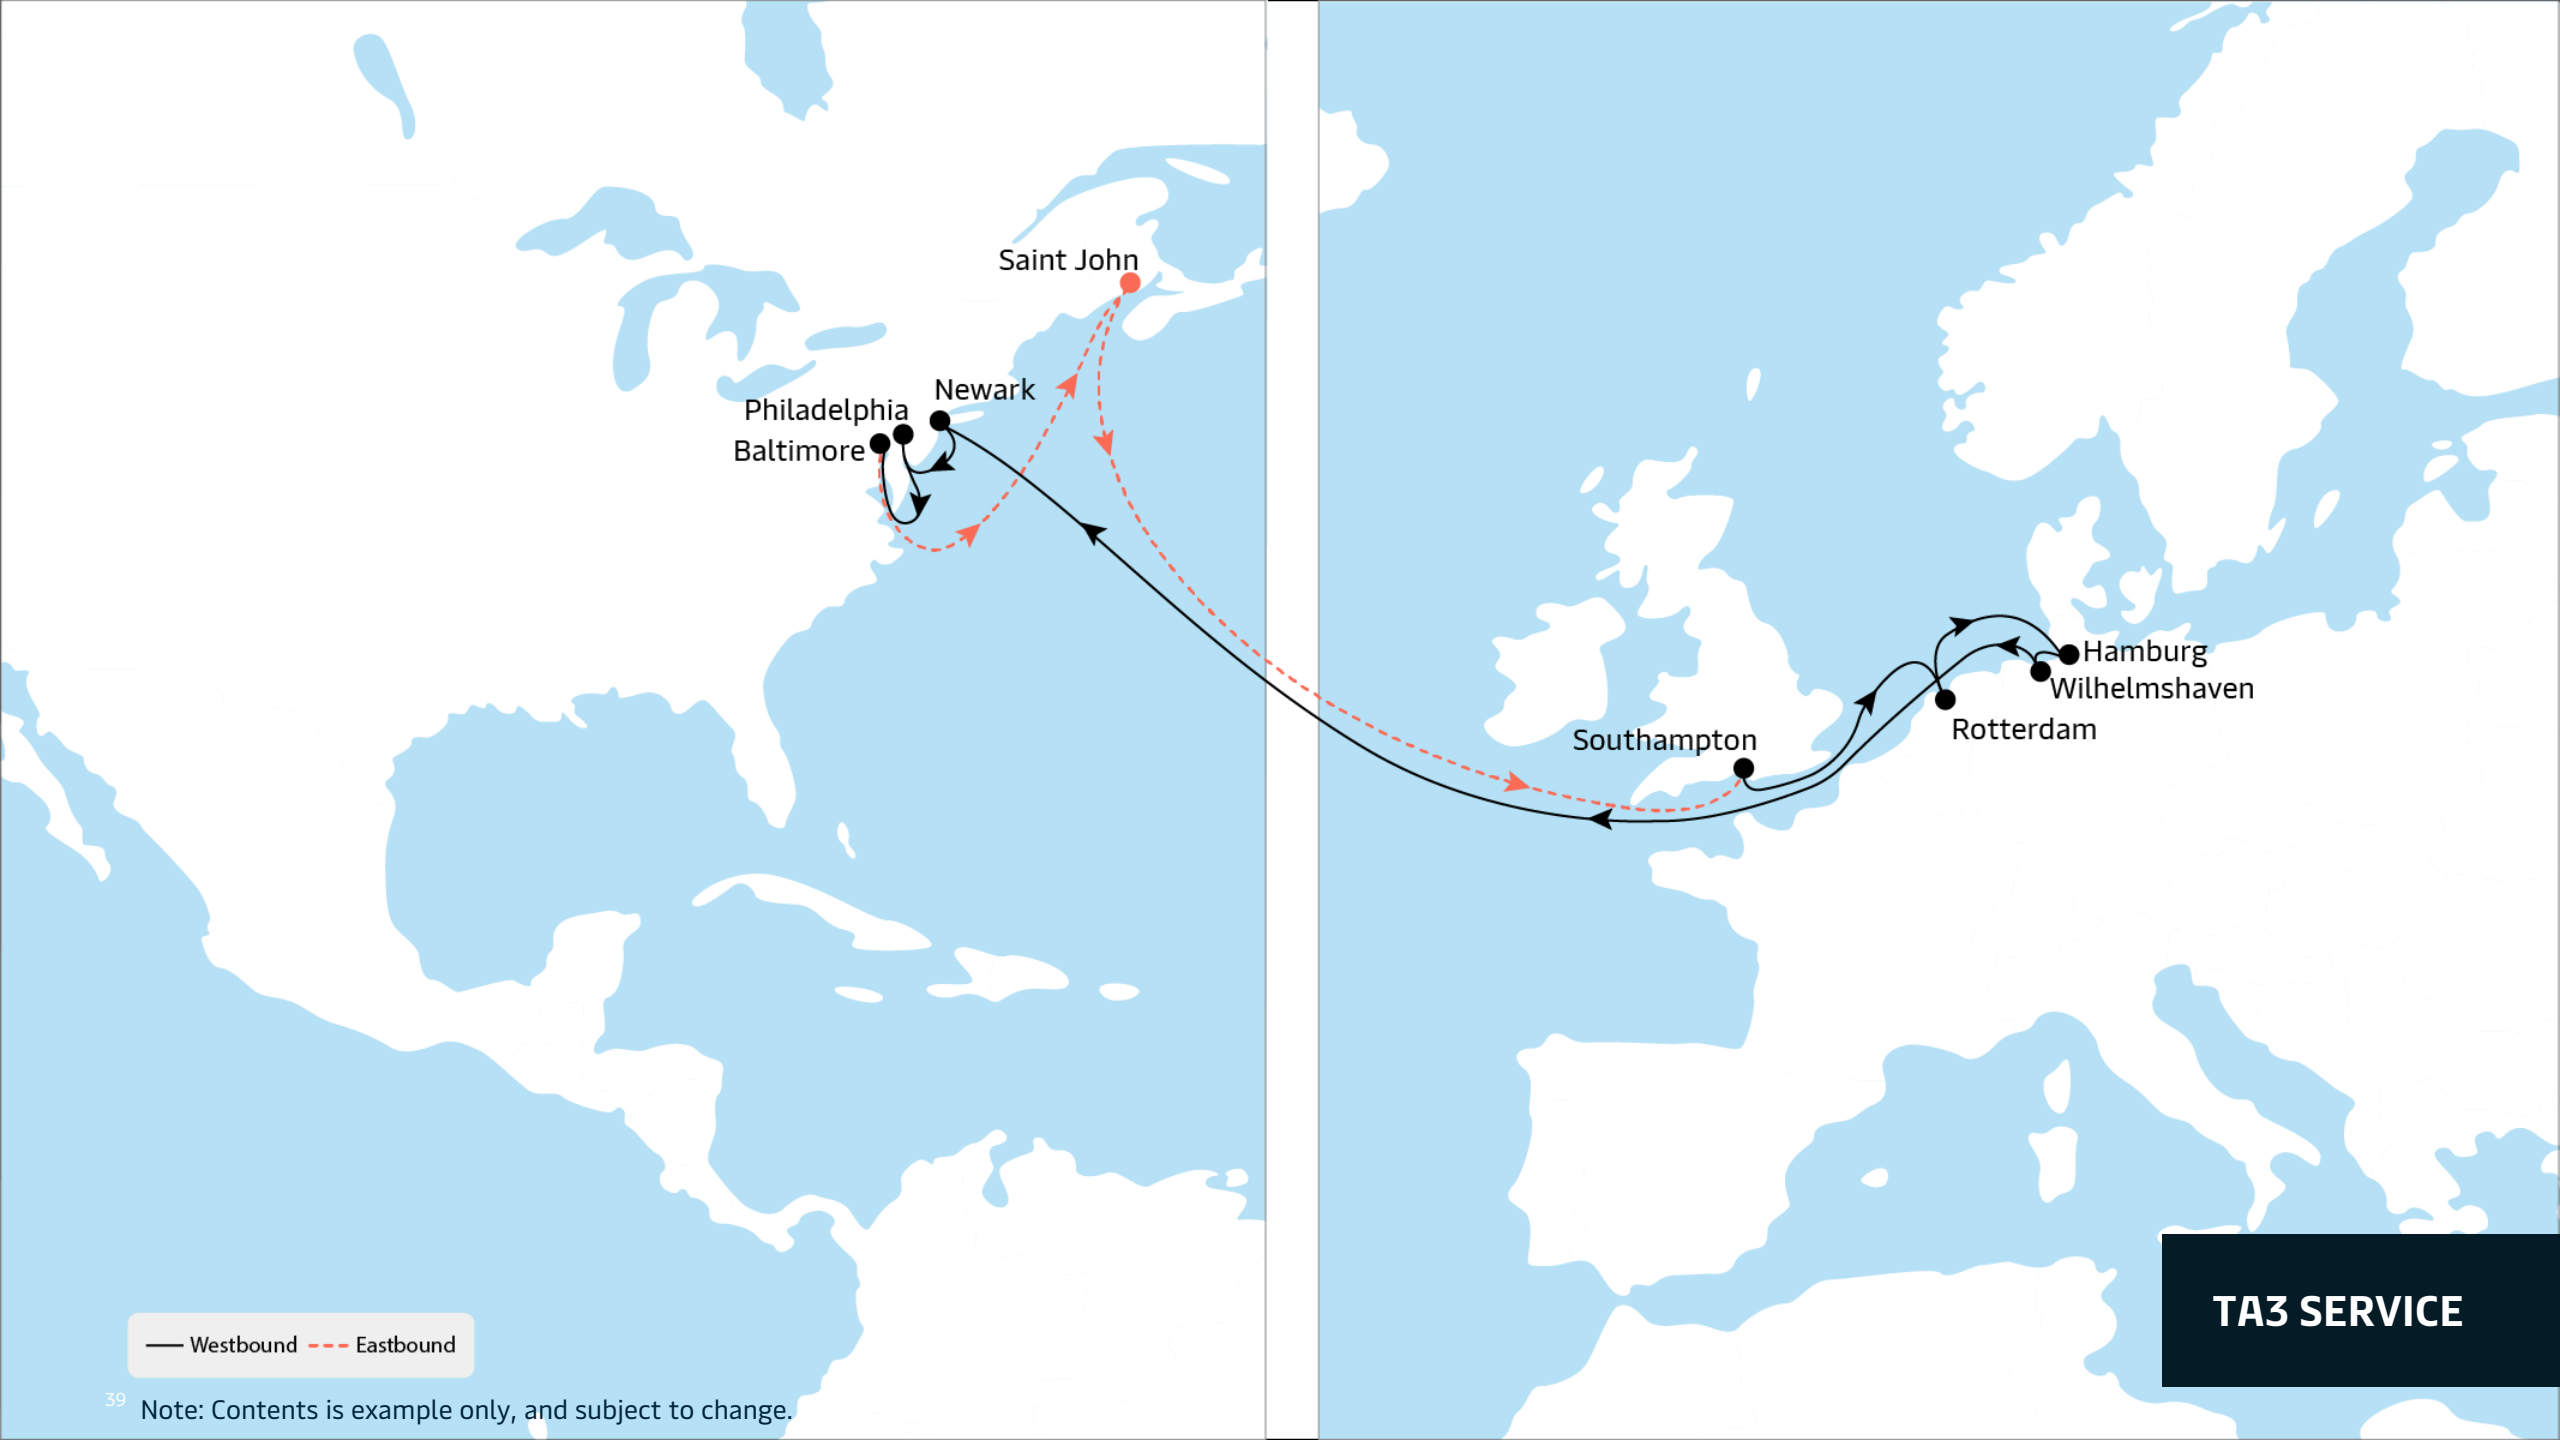 Saint John
Newark
Philadelphia
Baltimore
Hamburg
Wilhelmshaven
Rotterdam
Southampton
TA3 SERVICE
Westbound Eastbound
39
Note: Contents is example only, and subject to change.